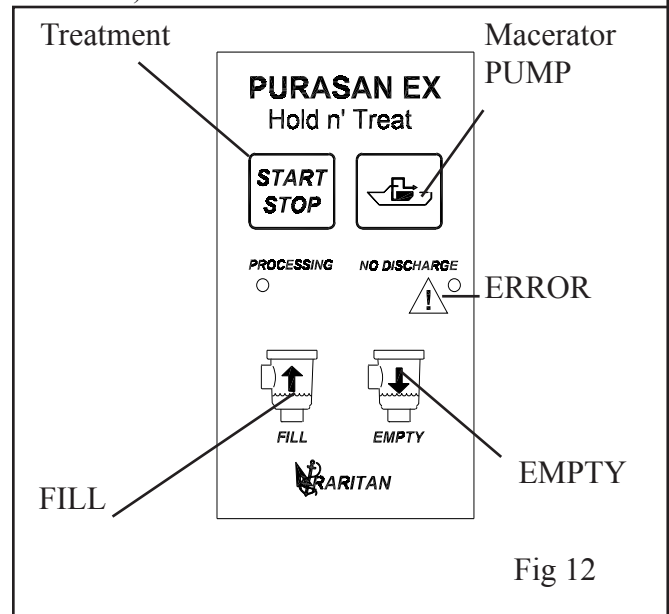 Treatment
Macerator
PUMP
PURASAN EX
Hold n' Treat
START
STOP
PROCESSING
NO DISCHARGE
!
ERROR
FILL
EMPTY
RARITAN
FILL
EMPTY
Fig 12